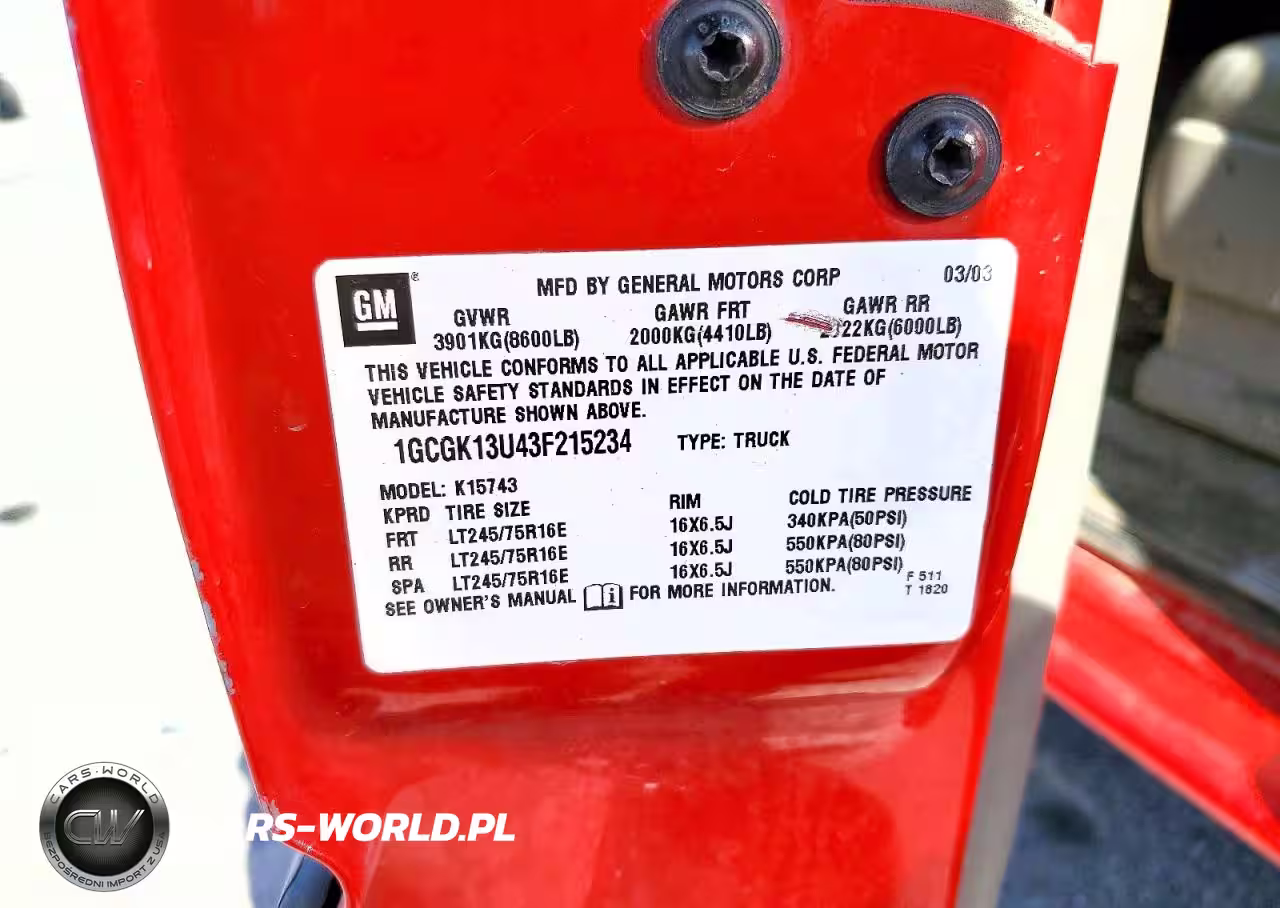 GM ®
MFD BY GENERAL MOTORS CORP 03/03
GVWR GAWR FRT GAWR RR
3901KG(8600LB) 2000KG(4410LB) 22KG(6000LB)
THIS VEHICLE CONFORMS TO ALL APPLICABLE U.S. FEDERAL MOTOR
VEHICLE SAFETY STANDARDS IN EFFECT ON THE DATE OF
MANUFACTURE SHOWN ABOVE.
1GCGK13U43F215234 TYPE: TRUCK
MODEL: K15743
KPRD TIRE SIZE RIM COLD TIRE PRESSURE
FRT LT245/75R16E 16X6.5J 340KPA(50PSI)
RR LT245/75R16E 16X6.5J 550KPA(80PSI)
SPA LT245/75R16E 16X6.5J 550KPA(80PSI)
SEE OWNER'S MANUAL i FOR MORE INFORMATION.
F 511
T 1820
CARS-WORLD
CW
BEZPOŚREDNI IMPORT Z USA
RS-WORLD.PL